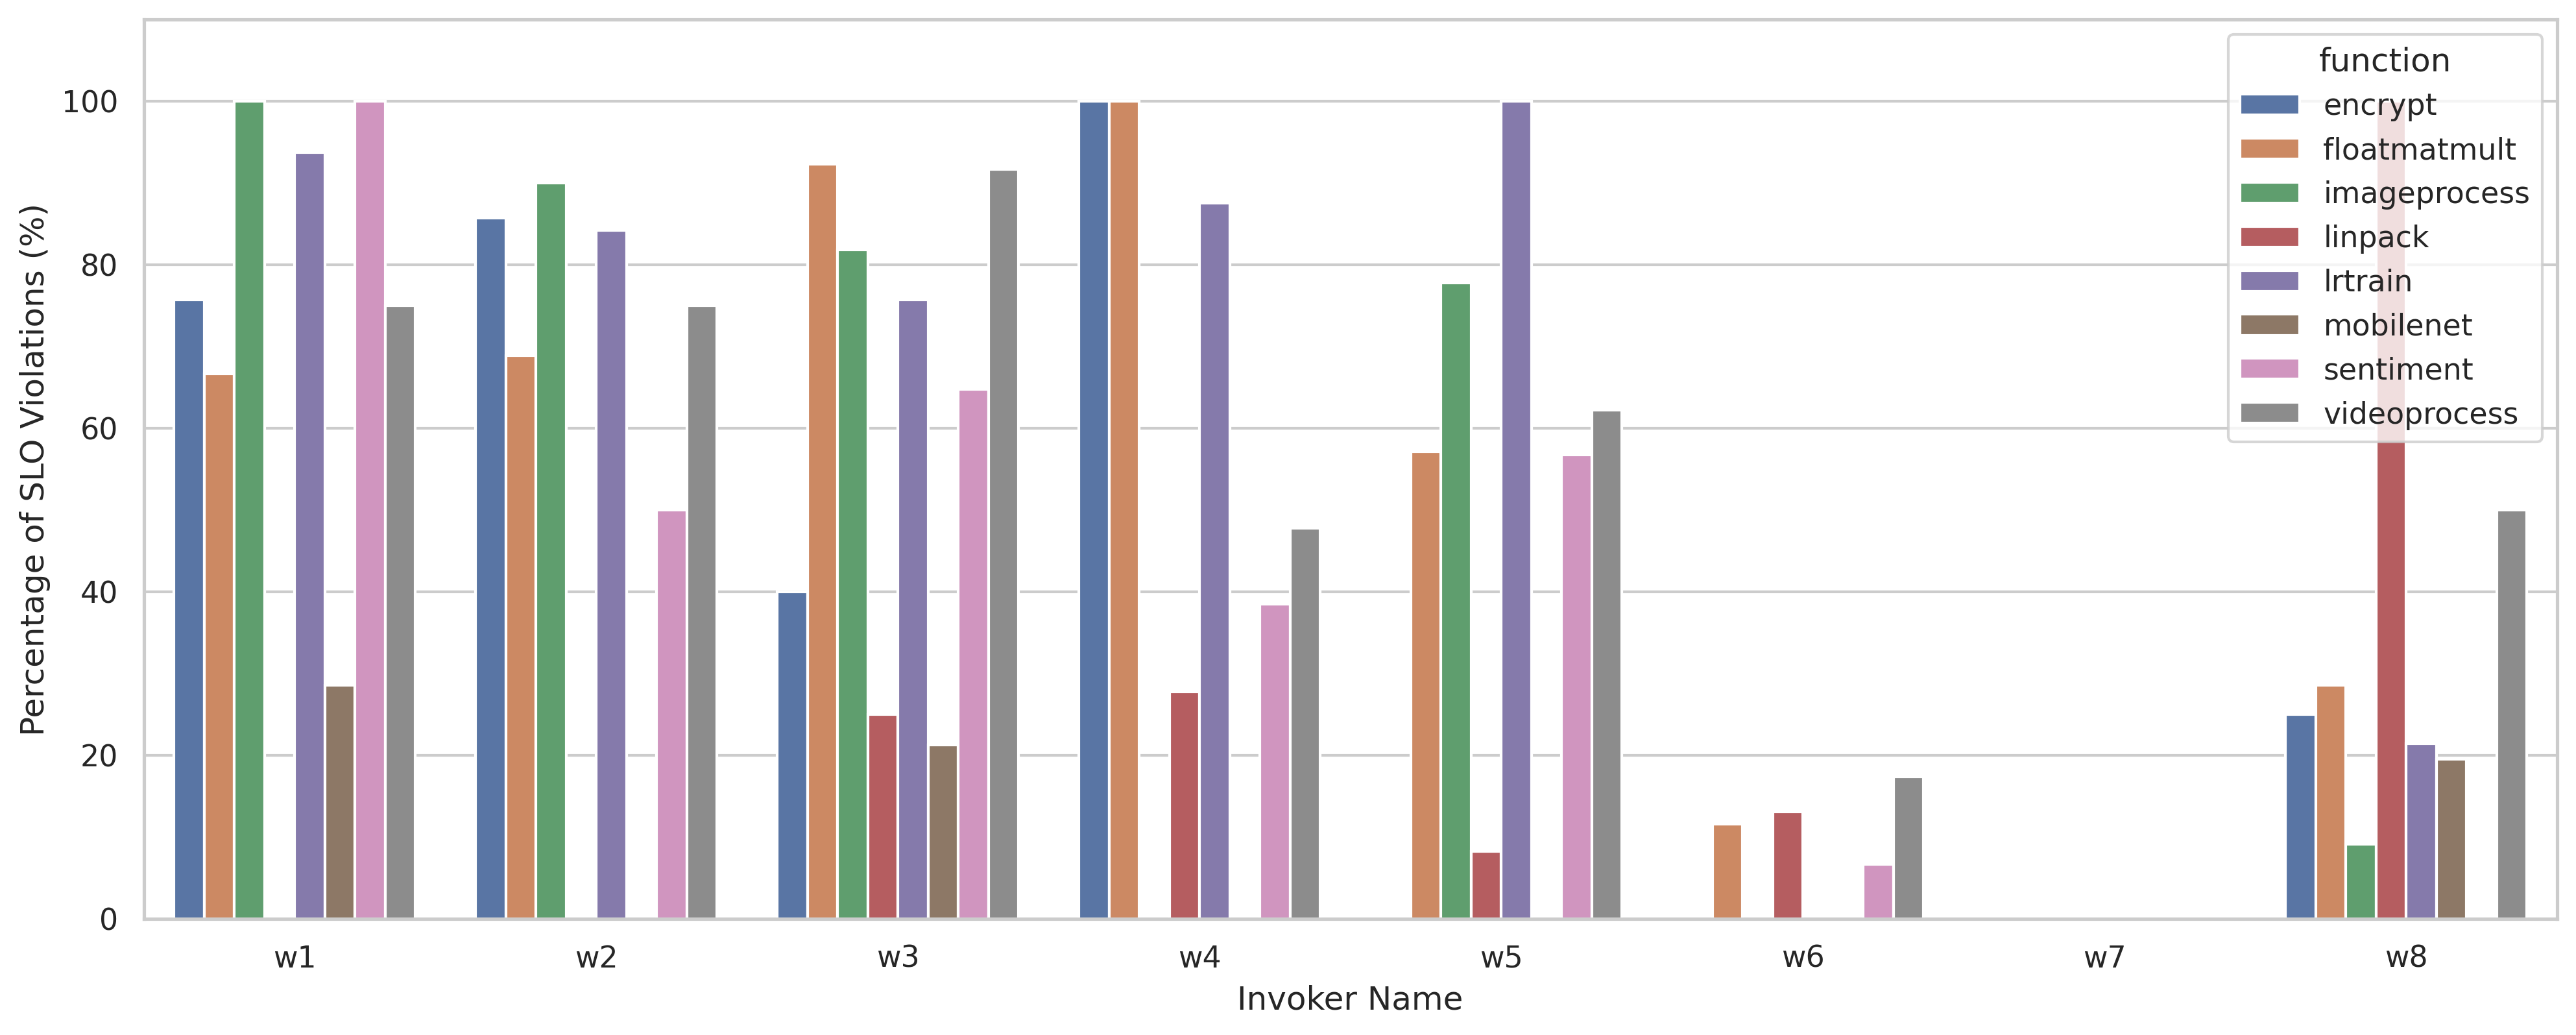 Percentage of SLO Violations (%)
100
80
60
40
20
0
function
encrypt
floatmatmult
imageprocess
linpack
lrtrain
mobilenet
sentiment
videoprocess
w1 w2 w3 w4 w5 w6 w7 w8
Invoker Name